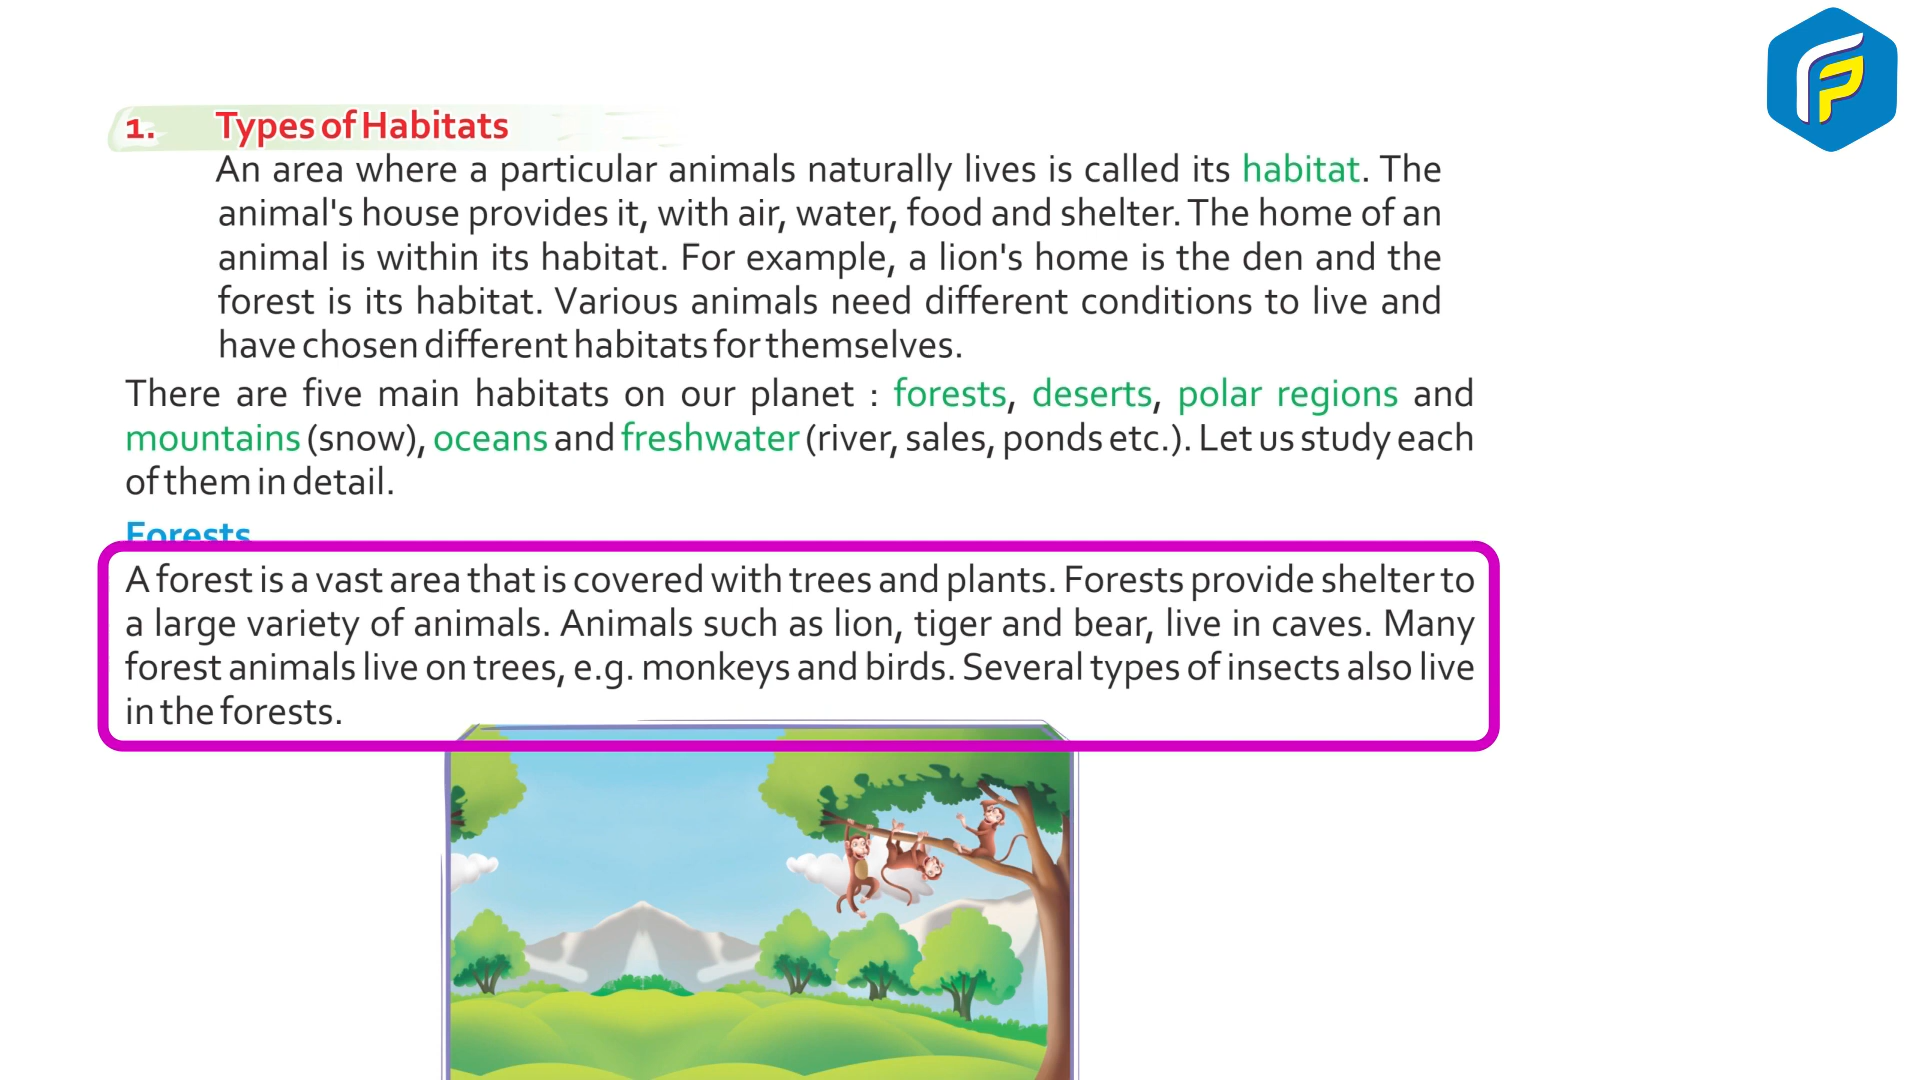 1. Types of Habitats
An area where a particular animals naturally lives is called its habitat. The
animal's house provides it, with air, water, food and shelter. The home of an
animal is within its habitat. For example, a lion's home is the den and the
forest is its habitat. Various animals need different conditions to live and
have chosen different habitats for themselves.
There are five main habitats on our planet : forests, deserts, polar regions and
mountains (snow), oceans and freshwater (river, sales, ponds etc.). Let us study each
of them in detail.
Forests
A forest is a vast area that is covered with trees and plants. Forests provide shelter to
a large variety of animals. Animals such as lion, tiger and bear, live in caves. Many
forest animals live on trees, e.g. monkeys and birds. Several types of insects also live
in the forests.